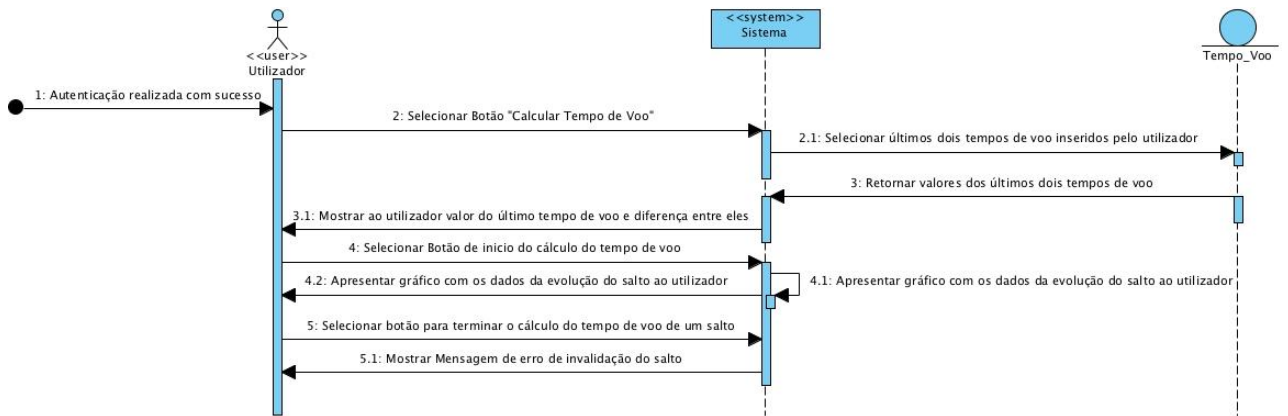 <<user>>
Utilizador
<<system>>
Sistema
Tempo_Voo
1: Autenticação realizada com sucesso
2: Selecionar Botão "Calcular Tempo de Voo"
2.1: Selecionar últimos dois tempos de voo inseridos pelo utilizador
3: Retornar valores dos últimos dois tempos de voo
3.1: Mostrar ao utilizador valor do último tempo de voo e diferença entre eles
4: Selecionar Botão de inicio do cálculo do tempo de voo
4.2: Apresentar gráfico com os dados da evolução do salto ao utilizador
4.1: Apresentar gráfico com os dados da evolução do salto ao utilizador
5: Selecionar botão para terminar o cálculo do tempo de voo de um salto
5.1: Mostrar Mensagem de erro de invalidação do salto